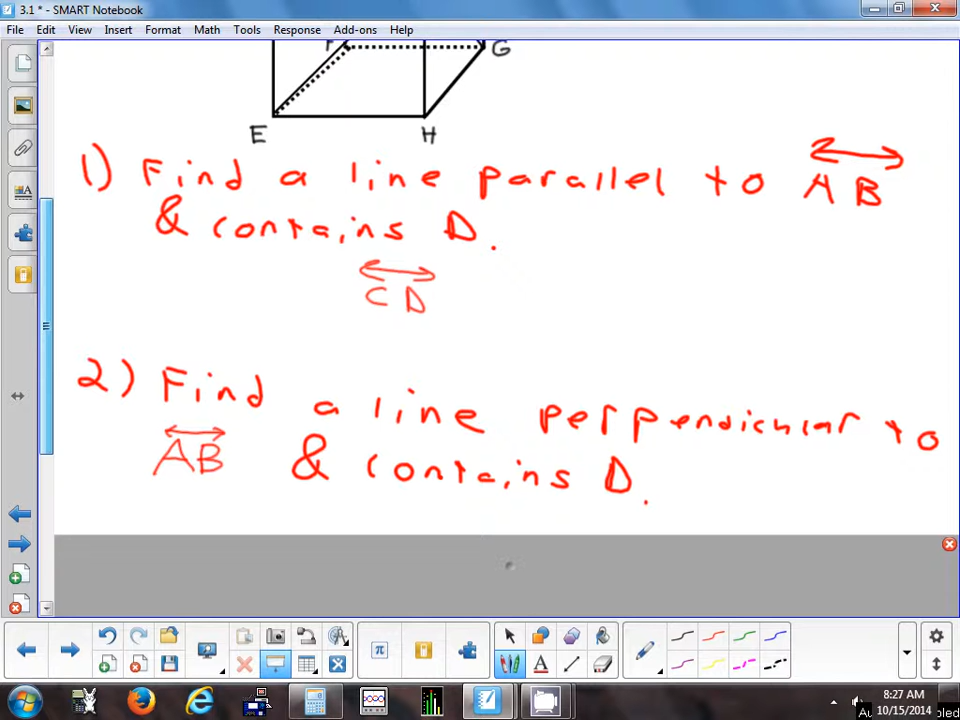 3.1 * - SMART Notebook
File Edit View Insert Format Math Tools Response Add-ons Help
F G
E H
1) Find a line parallel to AB
& contains D.
CD
2) Find a line perpendicular to
AB & contains D.
8:27 AM
10/15/2014